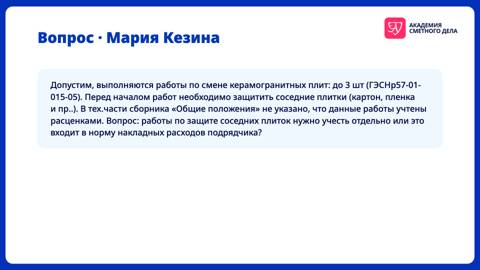 Вопрос · Мария Кезина
АКАДЕМИЯ
СМЕТНОГО ДЕЛА
Допустим, выполняются работы по смене керамогранитных плит: до 3 шт (ГЭСНр57-01-
015-05). Перед началом работ необходимо защитить соседние плитки (картон, пленка
и пр..). В тех.части сборника «Общие положения» не указано, что данные работы учтены
расценками. Вопрос: работы по защите соседних плиток нужно учесть отдельно или это
входит в норму накладных расходов подрядчика?